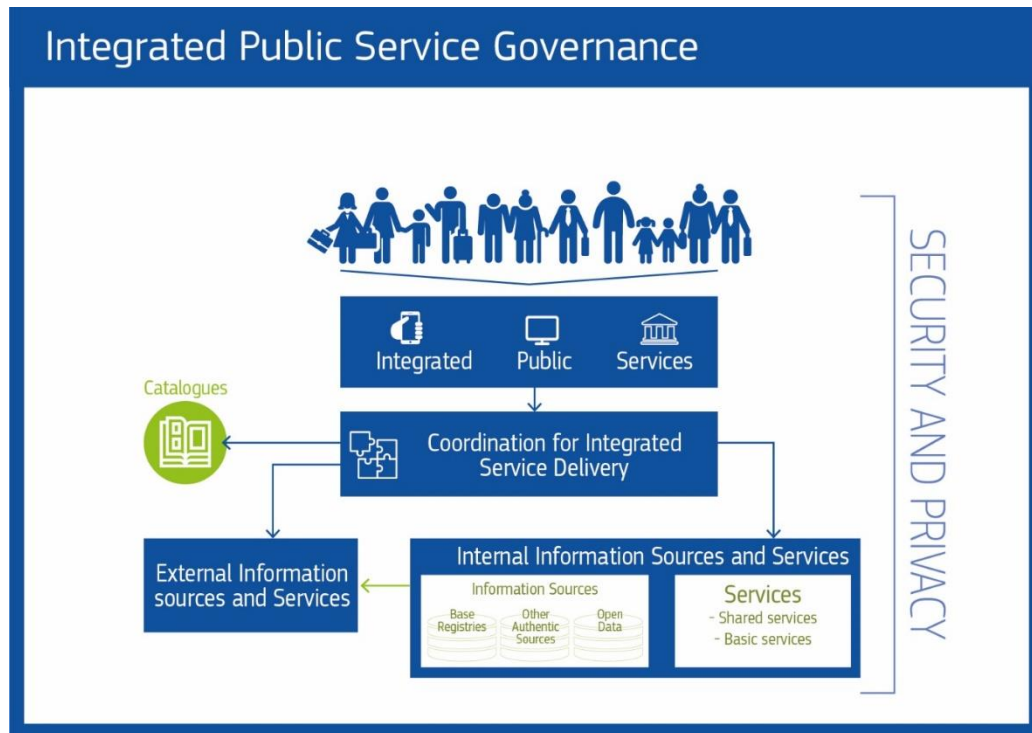 Integrated Public Service Governance
Integrated Public Services
Catalogues
Coordination for Integrated
Service Delivery
External Information
sources and Services
Internal Information Sources and Services
Information Sources
Base
Registries
Other
Authentic
Sources
Open
Data
Services
- Shared services
- Basic services
SECURITY AND PRIVACY